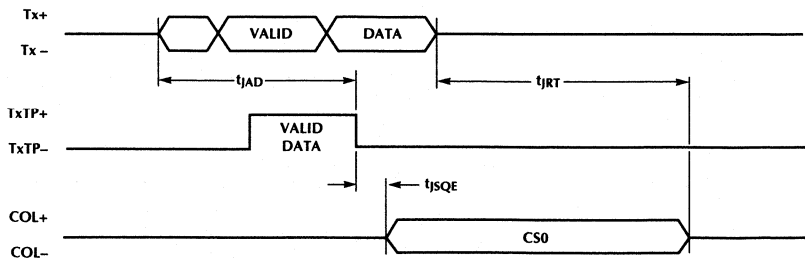 Tx+
VALID
DATA
Tx–
tJAD
tJRT
TxTP+
VALID
DATA
TxTP–
tJSQE
COL+
CS0
COL–